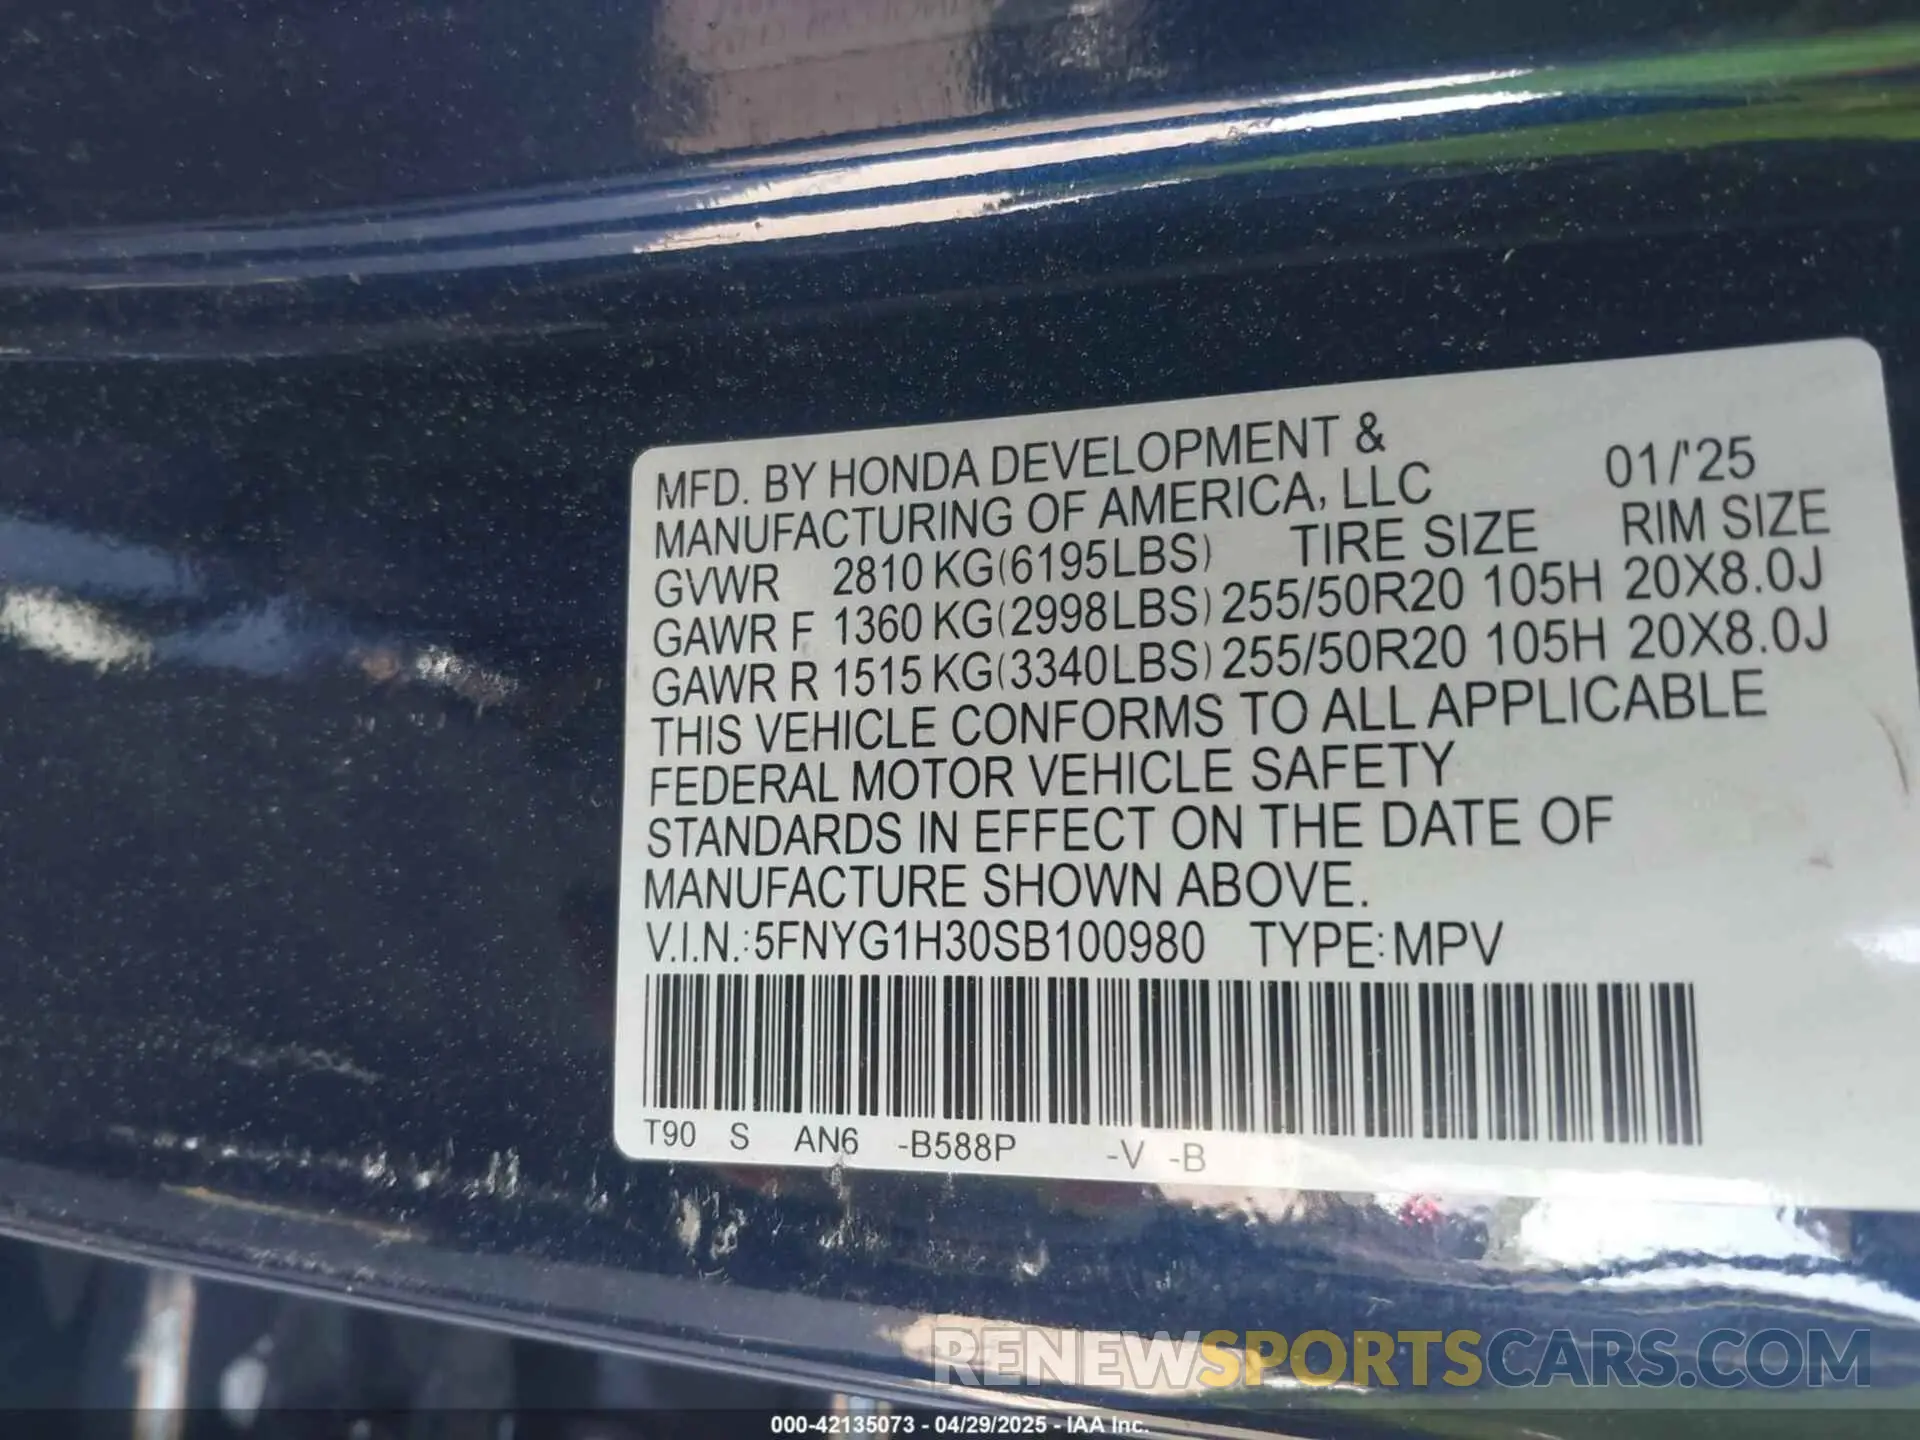 MFD. BY HONDA DEVELOPMENT &
MANUFACTURING OF AMERICA, LLC 01/'25
GVWR 2810 KG(6195LBS) TIRE SIZE RIM SIZE
GAWR F 1360 KG(2998LBS) 255/50R20 105H 20X8.0J
GAWR R 1515 KG(3340LBS) 255/50R20 105H 20X8.0J
THIS VEHICLE CONFORMS TO ALL APPLICABLE
FEDERAL MOTOR VEHICLE SAFETY
STANDARDS IN EFFECT ON THE DATE OF
MANUFACTURE SHOWN ABOVE.
V.I.N.:5FNYG1H30SB100980 TYPE:MPV
T90 S AN6 -B588P -V -B
RENEWSPORTSCARS.COM
000-42135073 - 04/29/2025 - IAA Inc.